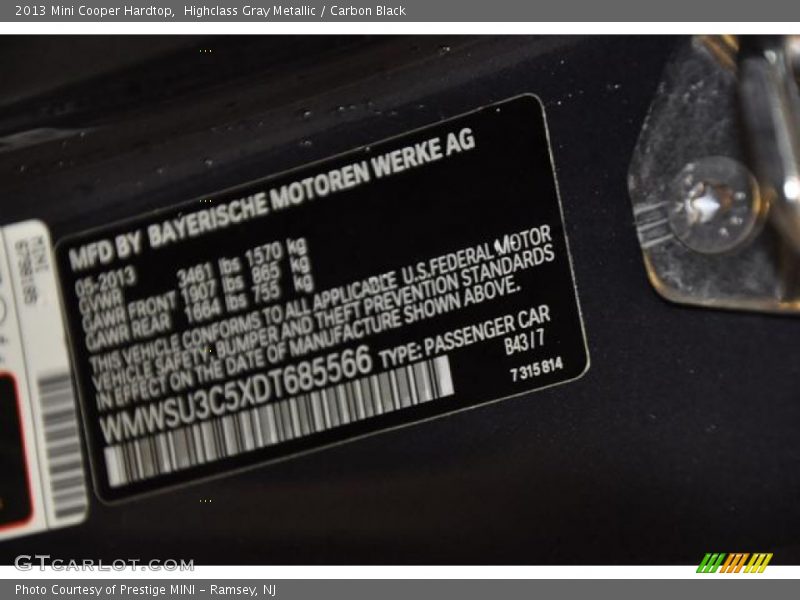 2013 Mini Cooper Hardtop,  Highclass Gray Metallic / Carbon Black
MFD BY BAYERISCHE MOTOREN WERKE AG
05-2013
GVWR 3461 lbs 1570 kg
GAWR FRONT 1907 lbs 865 kg
GAWR REAR 1664 lbs 755 kg
THIS VEHICLE CONFORMS TO ALL APPLICABLE U.S.FEDERAL MOTOR
VEHICLE SAFETY, BUMPER AND THEFT PREVENTION STANDARDS
IN EFFECT ON THE DATE OF MANUFACTURE SHOWN ABOVE.
WMWSU3C5XDT685566 TYPE: PASSENGER CAR
B43I7
7315814
MINI
GTCARLOT.COM
Photo Courtesy of Prestige MINI – Ramsey, NJ